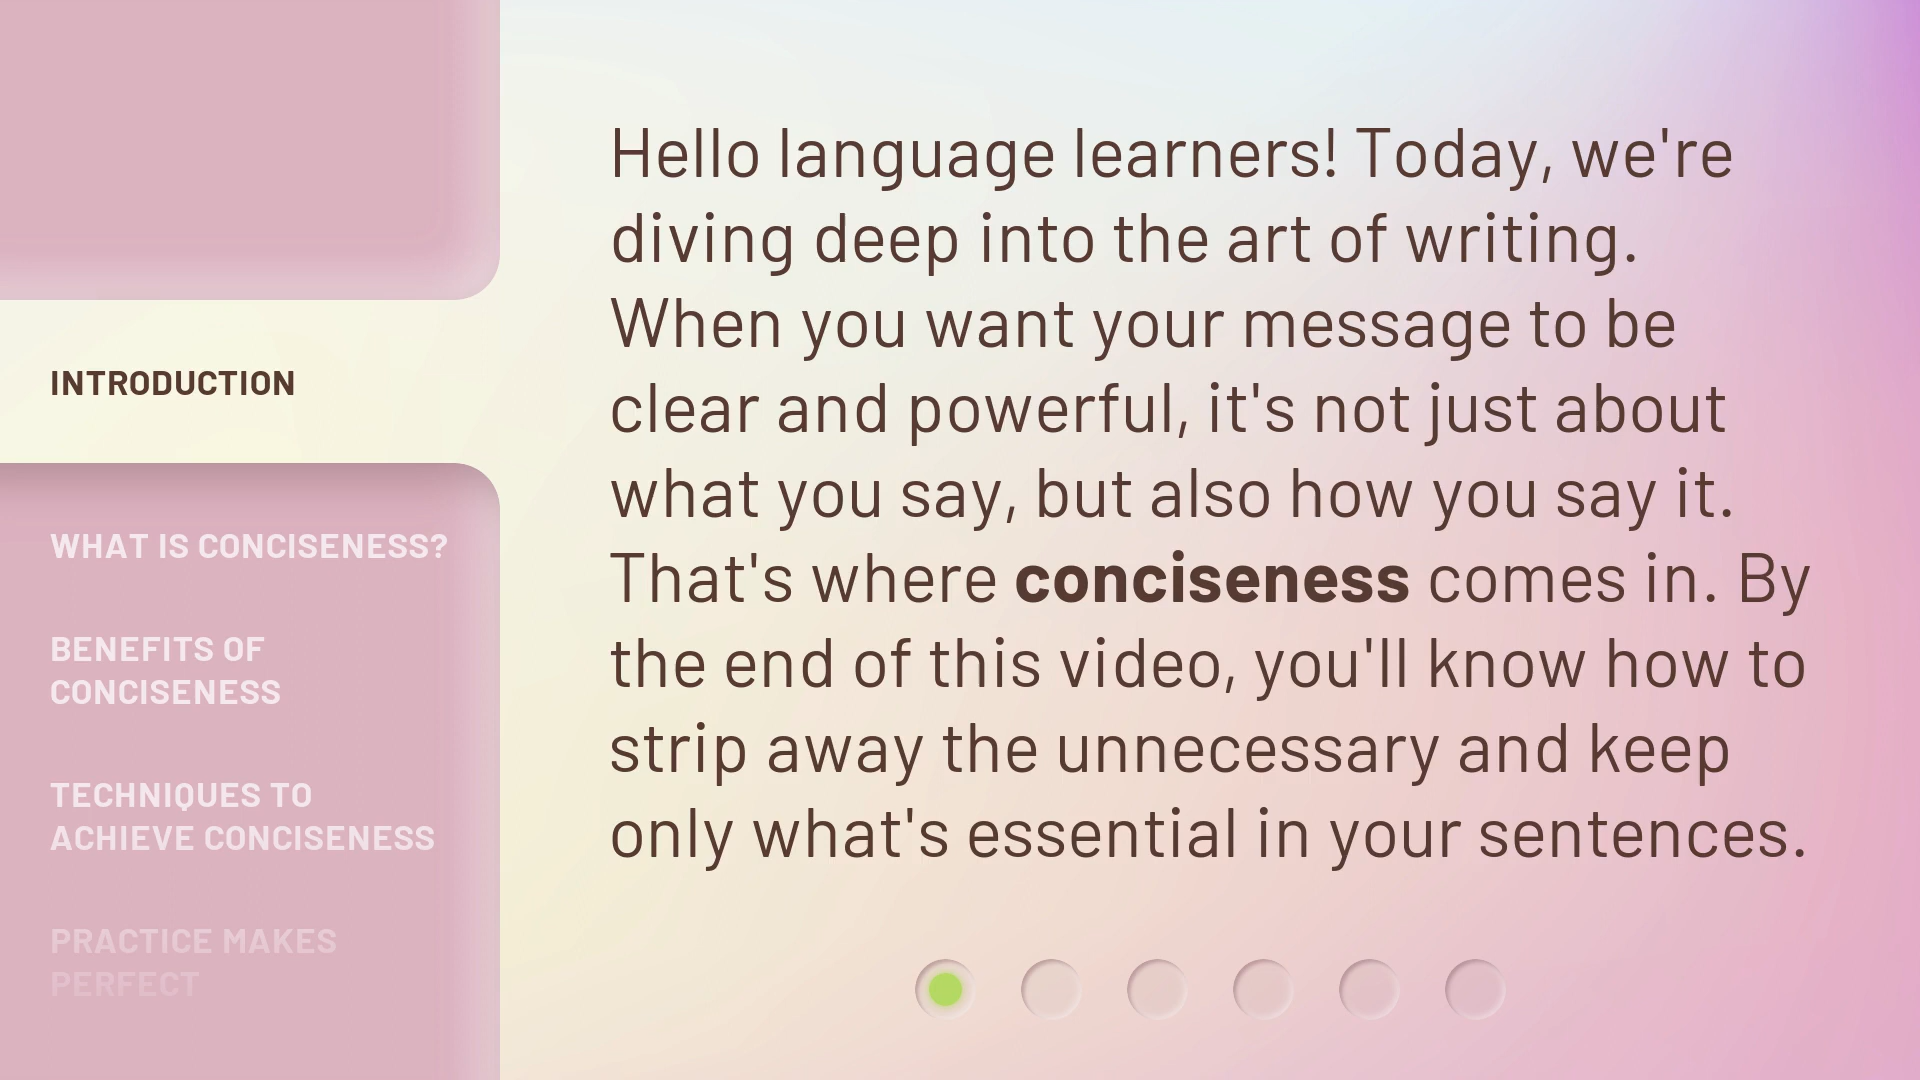 INTRODUCTION
WHAT IS CONCISENESS?
BENEFITS OF
CONCISENESS
TECHNIQUES TO
ACHIEVE CONCISENESS
PRACTICE MAKES
PERFECT
Hello language learners! Today, we're
diving deep into the art of writing.
When you want your message to be
clear and powerful, it's not just about
what you say, but also how you say it.
That's where conciseness comes in. By
the end of this video, you'll know how to
strip away the unnecessary and keep
only what's essential in your sentences.